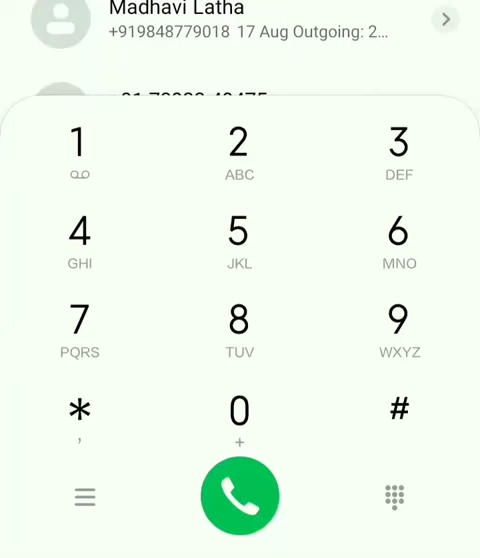 Madhavi Latha
+919848779018 17 Aug Outgoing: 2...
1 2 3
ABC DEF
4 5 6
GHI JKL MNO
7 8 9
PQRS TUV WXYZ
* 0 #
, +